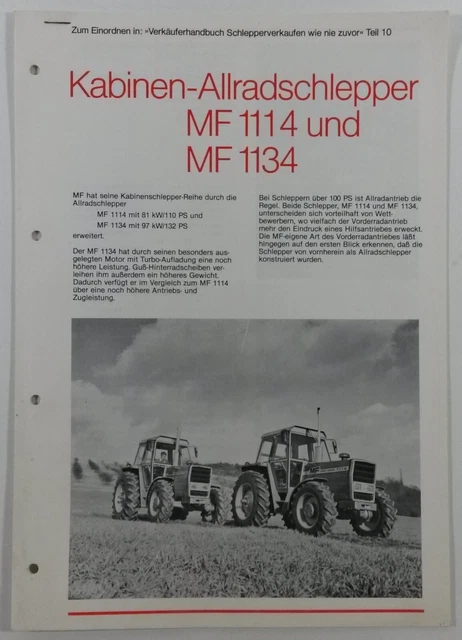 Zum Einordnen in: »Verkäuferhandbuch Schlepperverkaufen wie nie zuvor« Teil 10
Kabinen-Allradschlepper
MF 1114 und
MF 1134
MF hat seine Kabinenschlepper-Reihe durch die
Allradschlepper
MF 1114 mit 81 kW/110 PS und
MF 1134 mit 97 kW/132 PS
erweitert.
Der MF 1134 hat durch seinen besonders aus-
gelegten Motor mit Turbo-Aufladung eine noch
höhere Leistung. Guß-Hinterradscheiben ver-
leihen ihm außerdem ein höheres Gewicht.
Dadurch verfügt er im Vergleich zum MF 1114
über eine noch höhere Antriebs- und
Zugleistung.
Bei Schleppern über 100 PS ist Allradantrieb die
Regel. Beide Schlepper, MF 1114 und MF 1134,
unterscheiden sich vorteilhaft von Wett-
bewerbern, wo vielfach der Vorderradantrieb
mehr den Eindruck eines Hilfsantriebes erweckt.
Die MF-eigene Art des Vorderradantriebes läßt
hingegen auf den ersten Blick erkennen, daß die
Schlepper von vornherein als Allradschlepper
konstruiert wurden.